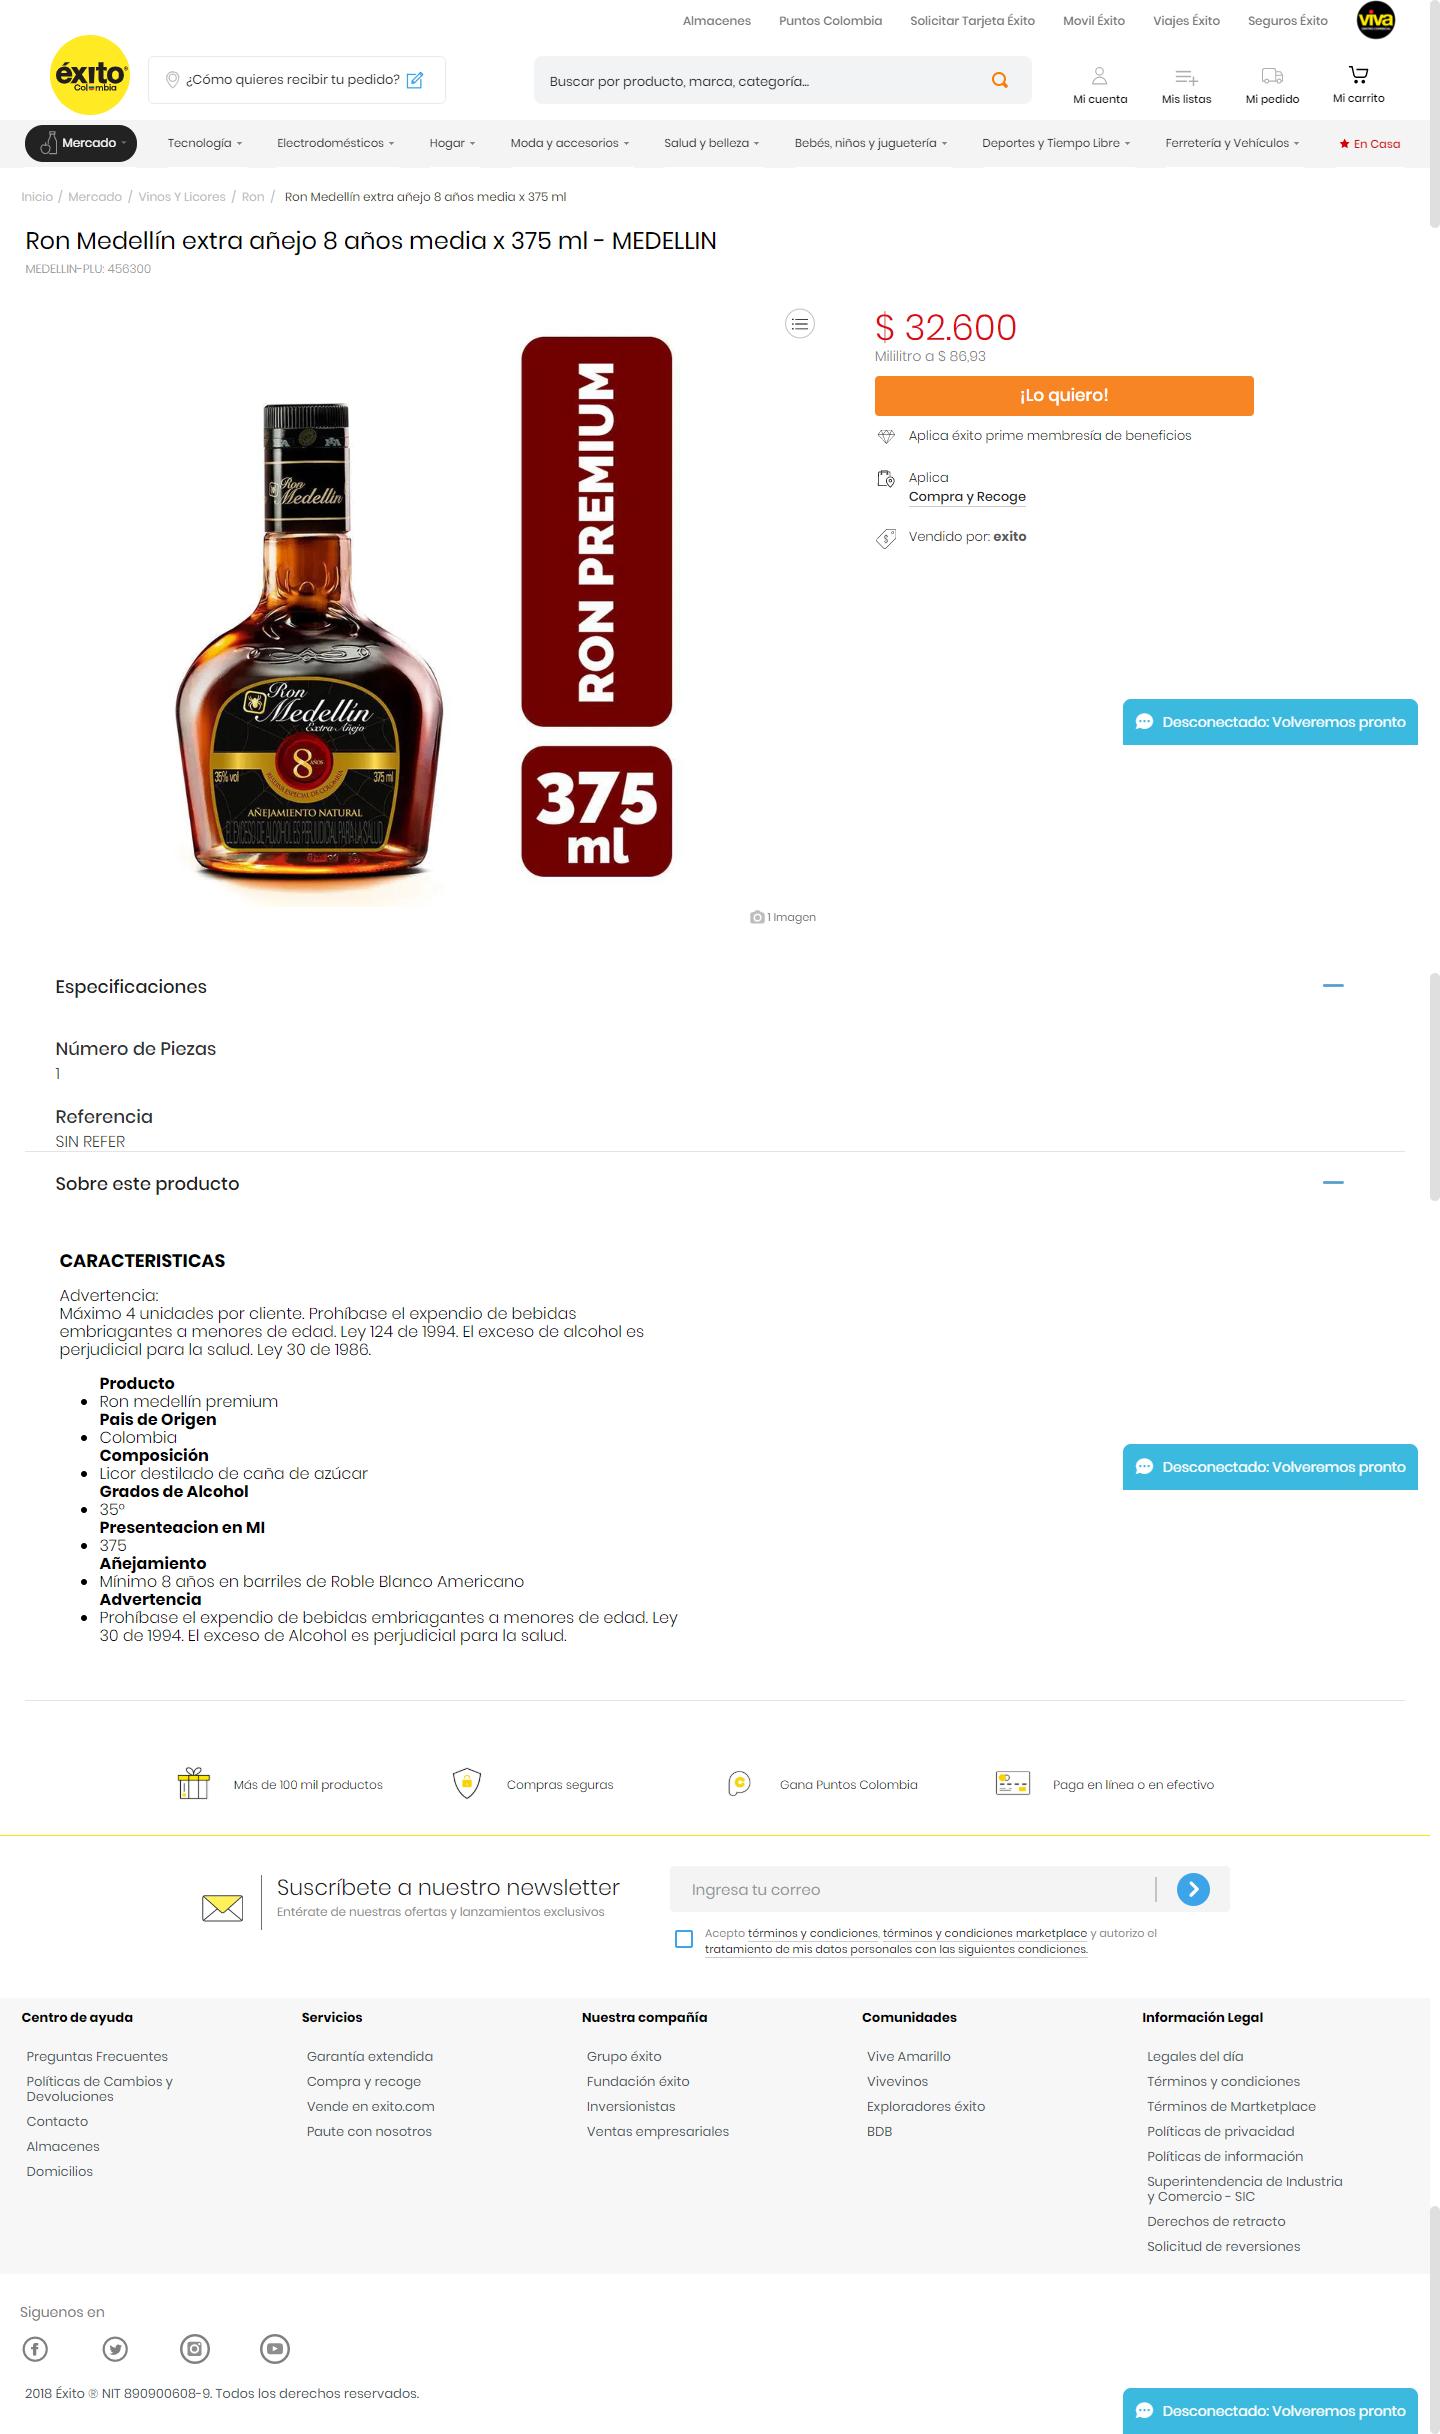 Almacenes Puntos Colombia Solicitar Tarjeta Éxito Movil Éxito Viajes Éxito Seguros Éxito viva
éxito
Colombia
¿Cómo quieres recibir tu pedido?
Buscar por producto, marca, categoría...
Mi cuenta Mis listas Mi pedido Mi carrito
Mercado Tecnología Electrodomésticos Hogar Moda y accesorios Salud y belleza Bebés, niños y juguetería Deportes y Tiempo Libre Ferretería y Vehículos En Casa
Inicio / Mercado / Vinos Y Licores / Ron / Ron Medellín extra añejo 8 años media x 375 ml
Ron Medellín extra añejo 8 años media x 375 ml - MEDELLIN
MEDELLIN-PLU: 456300
Ron
Medellín
Ron
Medellín
Extra Añejo
8 AÑOS
35% vol 375 ml
RESERVA ESPECIAL DE COLOMBIA
AÑEJAMIENTO NATURAL
EL EXCESO DE ALCOHOL ES PERJUDICIAL PARA LA SALUD
RON PREMIUM
375
ml
1 Imagen
$ 32.600
Mililitro a $ 86,93
¡Lo quiero!
Aplica éxito prime membresía de beneficios
Aplica
Compra y Recoge
Vendido por: exito
Desconectado: Volveremos pronto
Especificaciones
Número de Piezas
1
Referencia
SIN REFER
Sobre este producto
CARACTERISTICAS
Advertencia:
Máximo 4 unidades por cliente. Prohíbase el expendio de bebidas
embriagantes a menores de edad. Ley 124 de 1994. El exceso de alcohol es
perjudicial para la salud. Ley 30 de 1986.
Producto
• Ron medellín premium
Pais de Origen
• Colombia
Composición
• Licor destilado de caña de azúcar
Grados de Alcohol
• 35°
Presenteacion en Ml
• 375
Añejamiento
• Mínimo 8 años en barriles de Roble Blanco Americano
Advertencia
• Prohíbase el expendio de bebidas embriagantes a menores de edad. Ley
30 de 1994. El exceso de Alcohol es perjudicial para la salud.
Desconectado: Volveremos pronto
Más de 100 mil productos Compras seguras Gana Puntos Colombia Paga en línea o en efectivo
Suscríbete a nuestro newsletter
Entérate de nuestras ofertas y lanzamientos exclusivos
Ingresa tu correo
Acepto términos y condiciones, términos y condiciones marketplace y autorizo el
tratamiento de mis datos personales con las siguientes condiciones.
Centro de ayuda
Preguntas Frecuentes
Políticas de Cambios y
Devoluciones
Contacto
Almacenes
Domicilios
Servicios
Garantía extendida
Compra y recoge
Vende en exito.com
Paute con nosotros
Nuestra compañía
Grupo éxito
Fundación éxito
Inversionistas
Ventas empresariales
Comunidades
Vive Amarillo
Vivevinos
Exploradores éxito
BDB
Información Legal
Legales del día
Términos y condiciones
Términos de Martketplace
Políticas de privacidad
Políticas de información
Superintendencia de Industria
y Comercio - SIC
Derechos de retracto
Solicitud de reversiones
Siguenos en
2018 Éxito ® NIT 890900608-9. Todos los derechos reservados.
Desconectado: Volveremos pronto